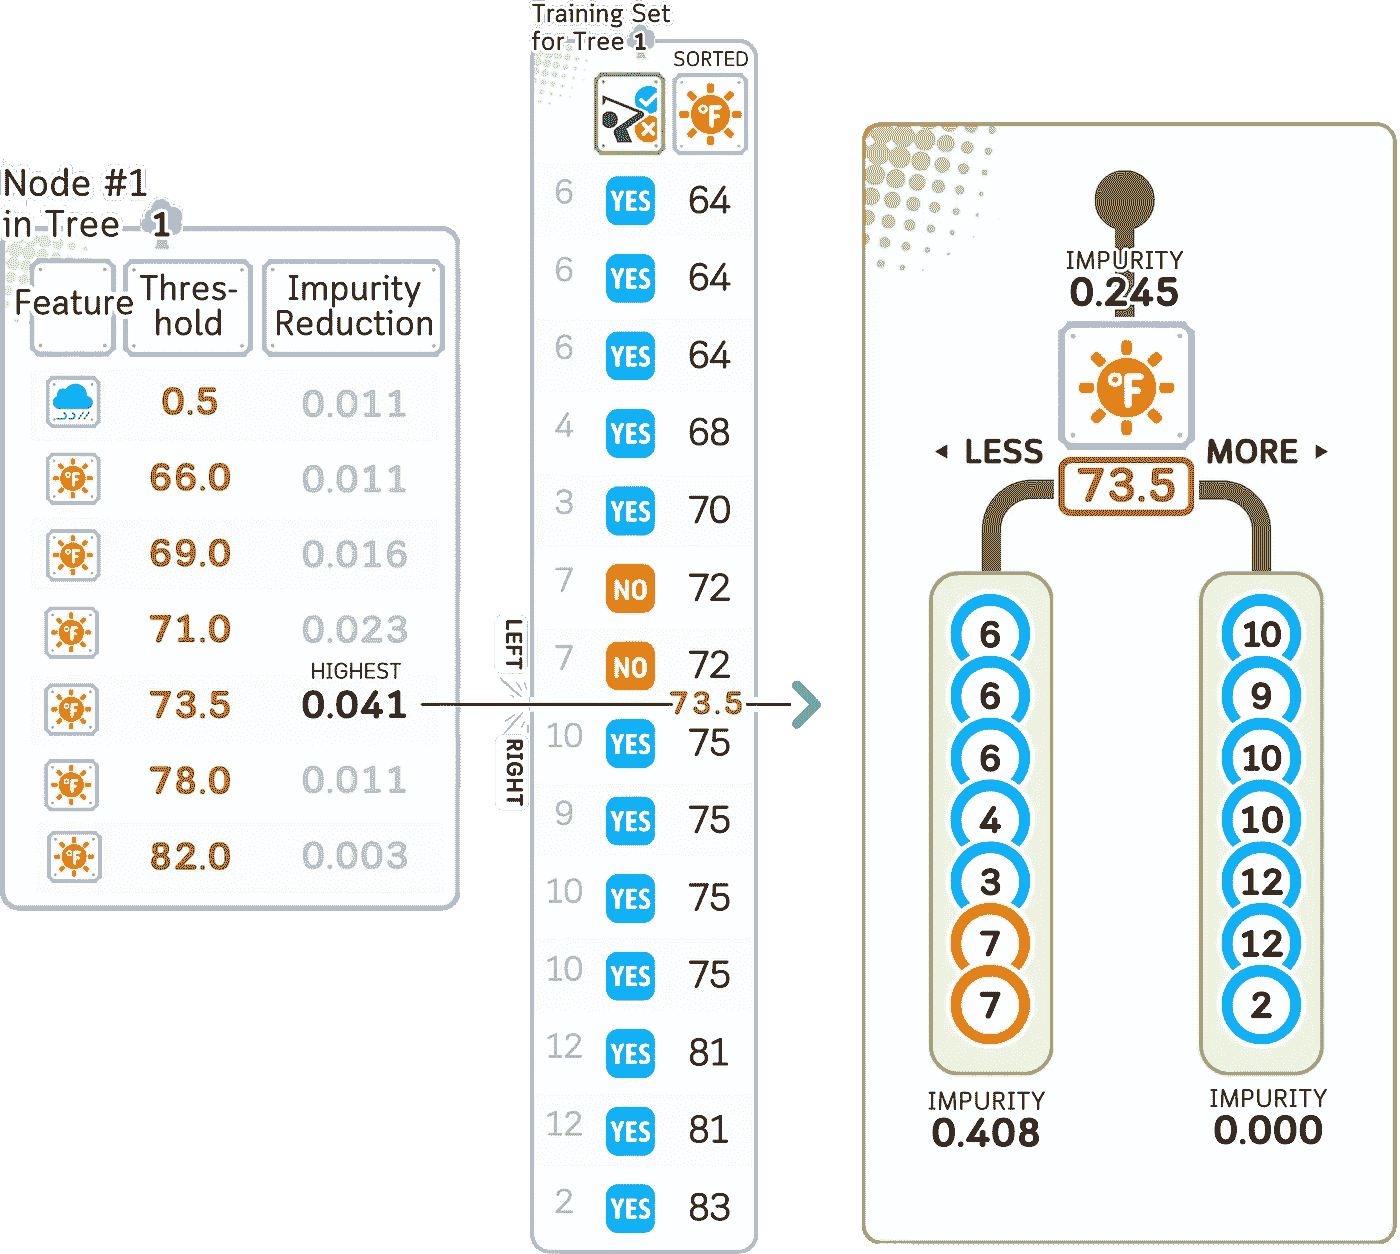 Node #1
in Tree 1
Feature Thres-
hold Impurity
Reduction
0.5 0.011
°F 66.0 0.011
°F 69.0 0.016
°F 71.0 0.023
HIGHEST
°F 73.5 0.041
°F 78.0 0.011
°F 82.0 0.003
Training Set
for Tree 1
SORTED
°F
6 YES 64
6 YES 64
6 YES 64
4 YES 68
3 YES 70
7 NO 72
7 NO 72
LEFT
73.5
RIGHT
10 YES 75
9 YES 75
10 YES 75
10 YES 75
12 YES 81
12 YES 81
2 YES 83
IMPURITY
0.245
°F
◄ LESS MORE ►
73.5
6
6
6
4
3
7
7
IMPURITY
0.408
10
9
10
10
12
12
2
IMPURITY
0.000